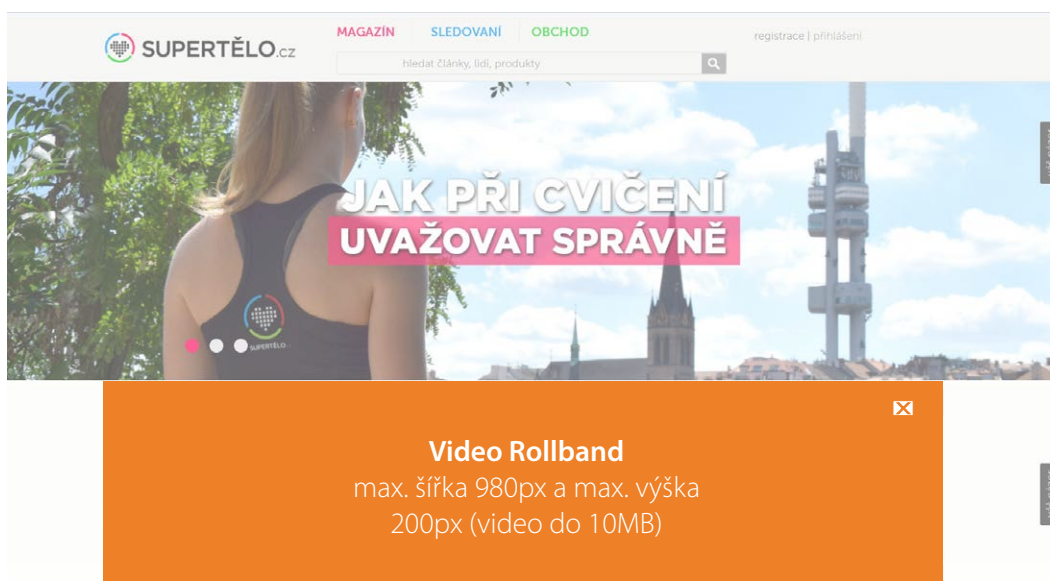 SUPERTĚLO.cz
MAGAZÍN SLEDOVANÍ OBCHOD
registrace | přihlášení
hledat články, lidi, produkty
JAK PŘI CVIČENÍ
UVAŽOVAT SPRÁVNĚ
SUPERTĚLO
Video Rollband
max. šířka 980px a max. výška
200px (video do 10MB)